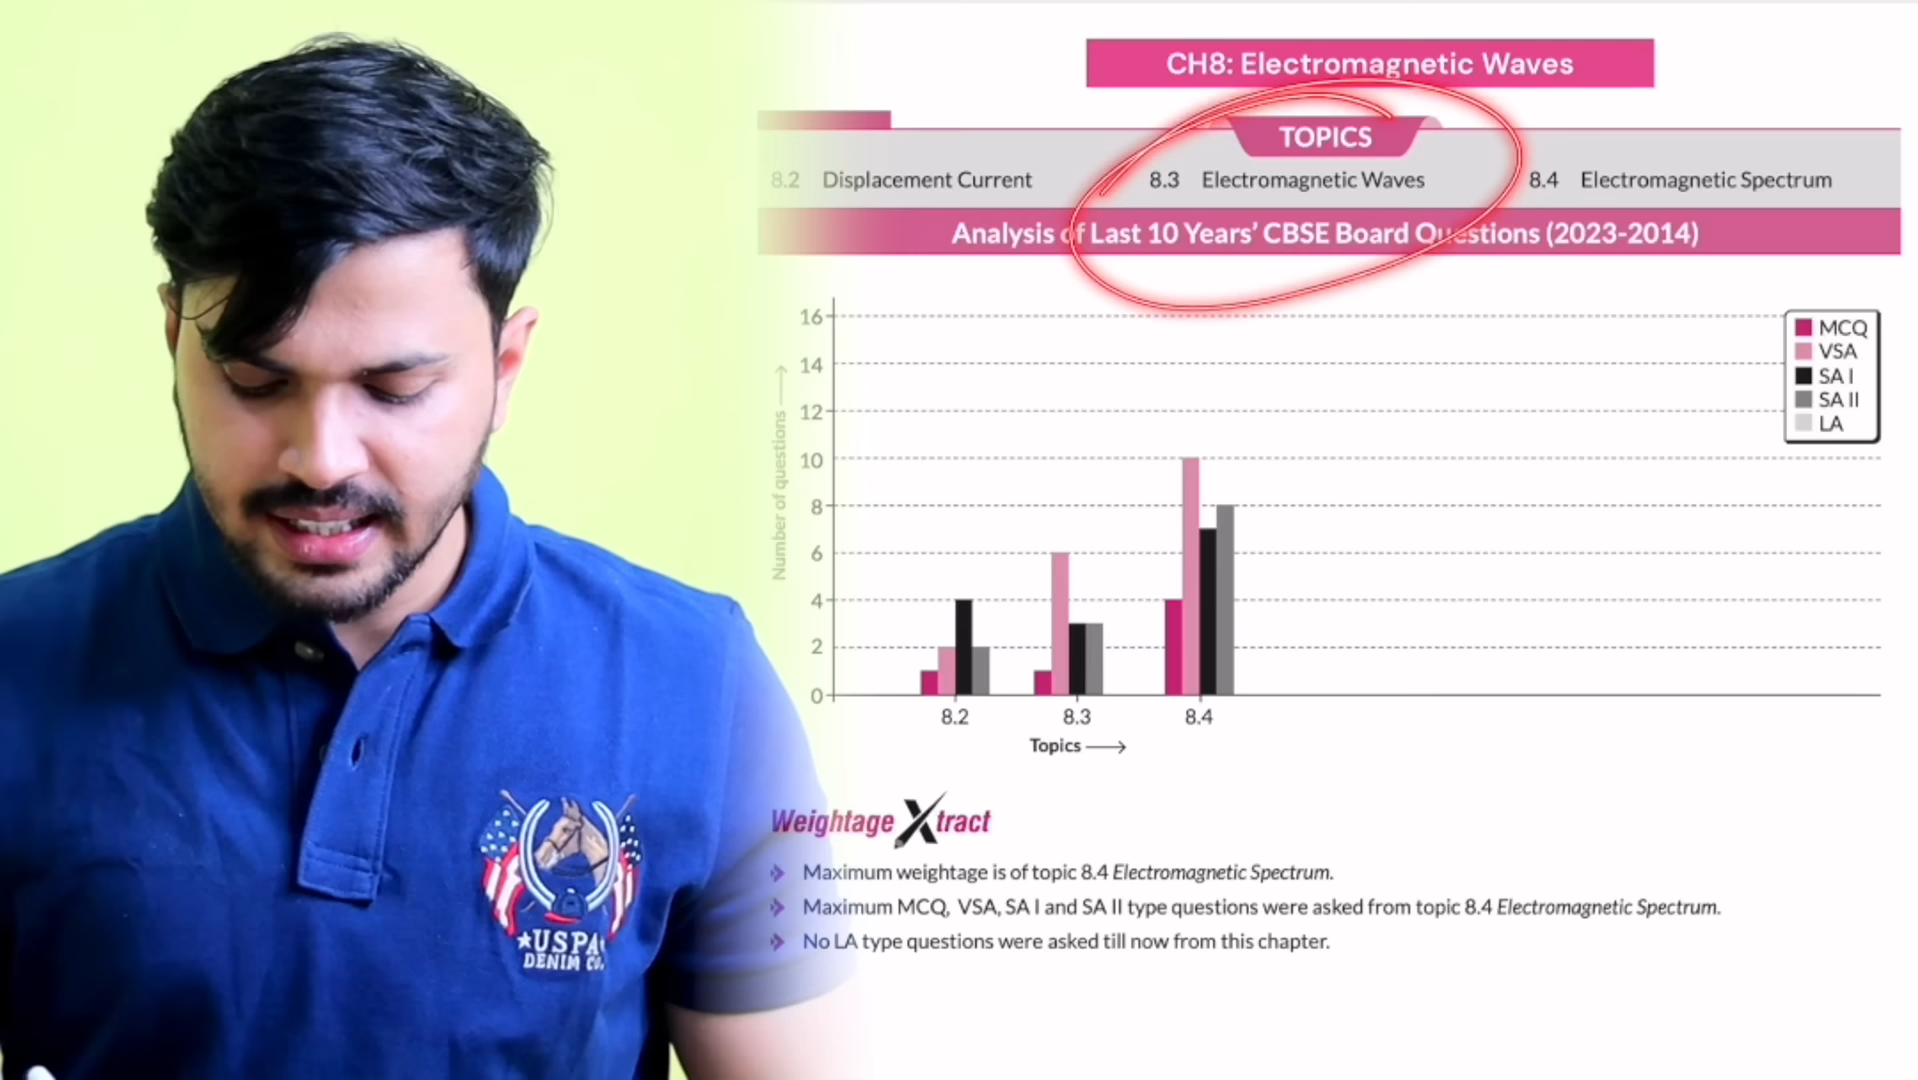 CH8: Electromagnetic Waves
TOPICS
8.2 Displacement Current 8.3 Electromagnetic Waves 8.4 Electromagnetic Spectrum
Analysis of Last 10 Years' CBSE Board Questions (2023-2014)
Number of questions
16
14
12
10
8
6
4
2
0
MCQ
VSA
SA I
SA II
LA
8.2 8.3 8.4
Topics
Weightage Xtract
Maximum weightage is of topic 8.4 Electromagnetic Spectrum.
Maximum MCQ, VSA, SA I and SA II type questions were asked from topic 8.4 Electromagnetic Spectrum.
No LA type questions were asked till now from this chapter.
USPA
DENIM CO.